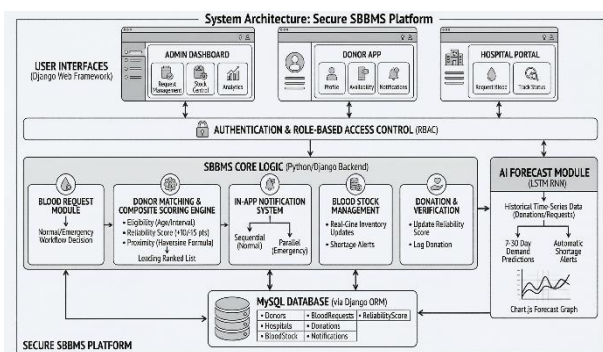 System Architecture: Secure SBBMS Platform
USER INTERFACES
(Django Web Framework)
ADMIN DASHBOARD
Request
Management
Stock
Control
Analytics
DONOR APP
Profile
Availability
Notifications
HOSPITAL PORTAL
Request Blood
Track Status
AUTHENTICATION & ROLE-BASED ACCESS CONTROL (RBAC)
SBBMS CORE LOGIC (Python/Django Backend)
BLOOD REQUEST
MODULE
Normal/Emergency
Workflow Decision
DONOR MATCHING &
COMPOSITE SCORING ENGINE
• Eligibility (Age/Interval)
• Reliability Score (+10/15 pts)
• Proximity (Haversine Formula)
Leading Ranked List
IN-APP NOTIFICATION
SYSTEM
Sequential
(Normal)
Parallel
(Emergency)
BLOOD STOCK
MANAGEMENT
• Real-Cine Inventory
Updates
• Shortage Alerts
DONATION &
VERIFICATION
• Update Reliability
Score
• Log Donation
AI FORECAST MODULE
(LSTM RNN)
Historical Time-Series Data
(Donations/Requests)
7-30 Day
Demand
Predictions
Automatic
Shortage
Alerts
Chart.js Forecast Graph
MySQL DATABASE (via Django ORM)
• Donors
• Hospitals
• BloodStock
• BloodRequests
• Donations
• Notifications
• ReliabilityScore
SECURE SBBMS PLATFORM